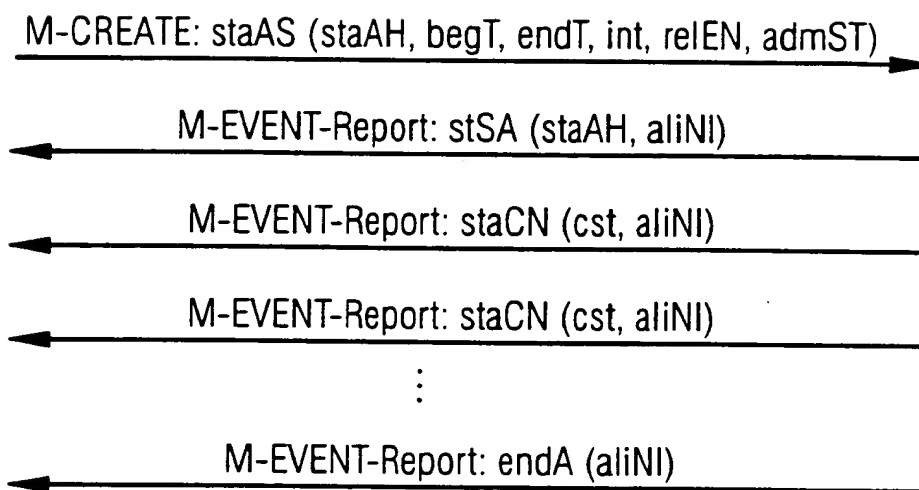 M-CREATE: staAS (staAH, begT, endT, int, relEN, admST)
M-EVENT-Report: stSA (staAH, aliNI)
M-EVENT-Report: staCN (cst, aliNI)
M-EVENT-Report: staCN (cst, aliNI)
⋮
M-EVENT-Report: endA (aliNI)